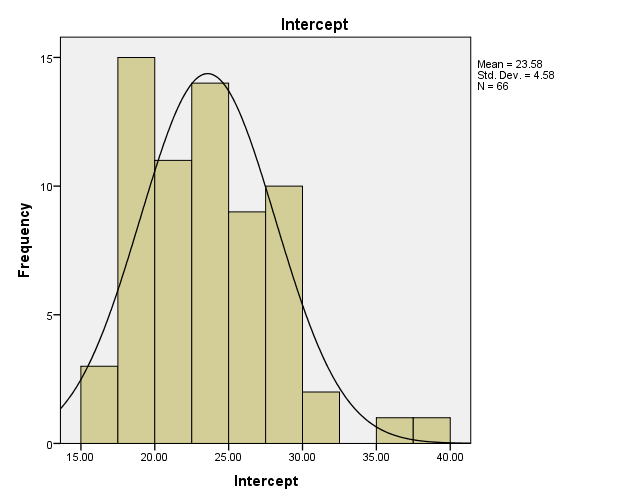 Intercept
Mean = 23.58
Std. Dev. = 4.58
N = 66
15
10
5
0
Frequency
15.00 20.00 25.00 30.00 35.00 40.00
Intercept